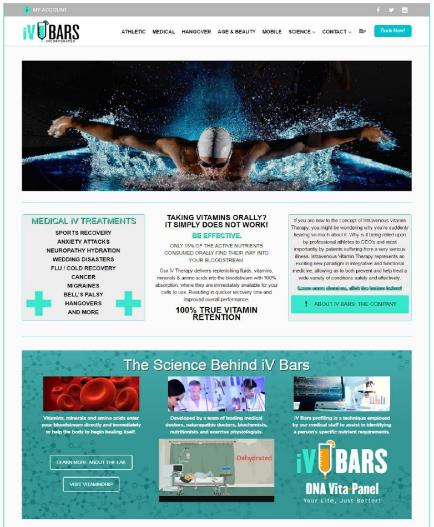 MY ACCOUNT
iV BARS
INCORPORATED
ATHLETIC MEDICAL HANGOVER AGE & BEAUTY MOBILE SCIENCE CONTACT
Book Now!
MEDICAL IV TREATMENTS
SPORTS RECOVERY
ANXIETY ATTACKS
NEUROPATHY HYDRATION
WEDDING DISASTERS
FLU / COLD RECOVERY
CANCER
MIGRAINES
BELL'S PALSY
HANGOVERS
AND MORE
TAKING VITAMINS ORALLY?
IT SIMPLY DOES NOT WORK!
BE EFFECTIVE.
ONLY 15% OF THE ACTIVE NUTRIENTS
CONSUMED ORALLY FIND THEIR WAY INTO
YOUR BLOODSTREAM.
Our IV Therapy delivers replenishing fluids, vitamins,
minerals & amino acids into the bloodstream with 100%
absorption, where they are immediately available for your
cells to use. Resulting in quicker recovery time and
improved overall performance.
100% TRUE VITAMIN
RETENTION
If you are new to the concept of Intravenous vitamin
Therapy, you might be wondering why you're suddenly
hearing so much about it. Why is it being relied upon
by professional athletes to CEO's and most
importantly by patients suffering from a very serious
illness. Intravenous Vitamin Therapy represents an
exciting new paradigm in integrative and functional
medicine, allowing us to both prevent and help treat a
wide variety of conditions safely and effectively.
Learn more about us, click the button below!
ABOUT IV BARS: THE COMPANY
The Science Behind iV Bars
Vitamins, minerals and amino acids enter
your bloodstream directly and immediately
to help the body to begin healing itself.
Developed by a team of leading medical
doctors, naturopathic doctors, biochemists,
nutritionists and exercise physiologists.
iV Bars profiling is a technique employed
by our medical staff to assist in identifying
a person's specific nutrient requirements.
LEARN MORE ABOUT THE LAB
VISIT VITAMINDRIP
Dehydrated
iV BARS
DNA Vita-Panel
Your Life, Just Better!